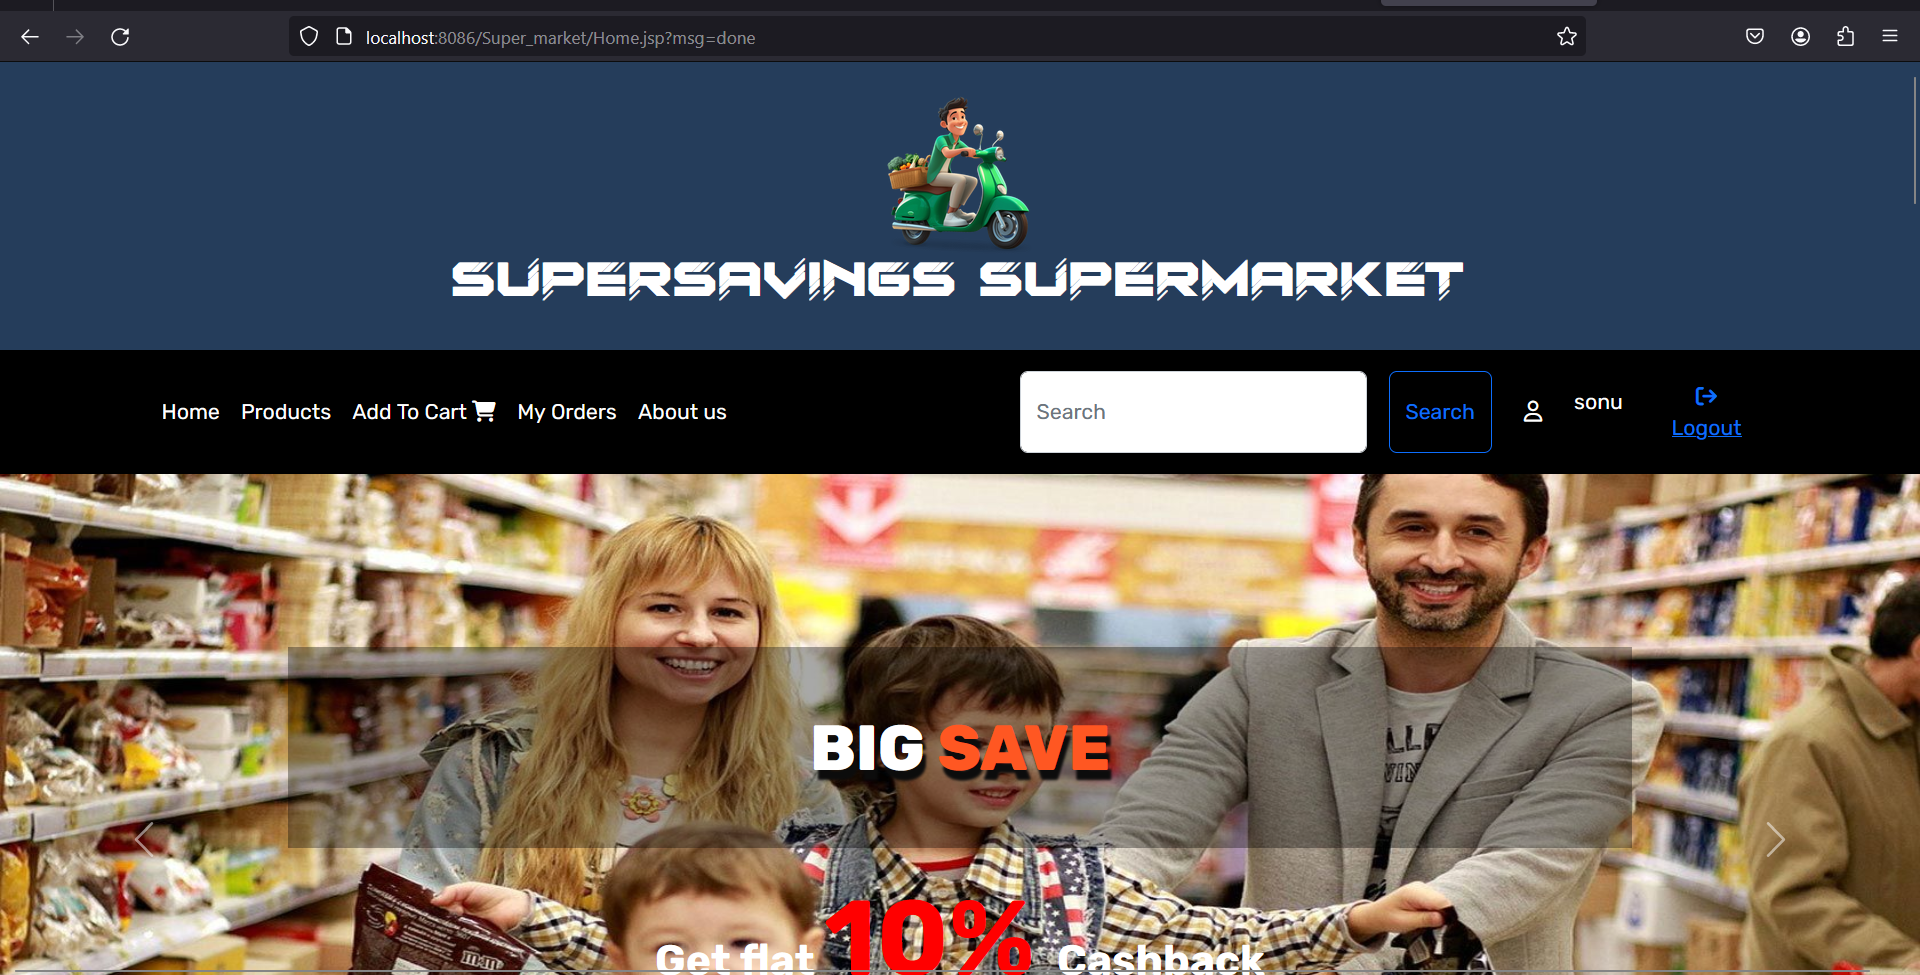 localhost:8086/Super_market/Home.jsp?msg=done
SUPERSAVINGS SUPERMARKET
Home Products Add To Cart My Orders About us Search Search sonu Logout
BIG SAVE
Get flat 10% Cashback
m&m